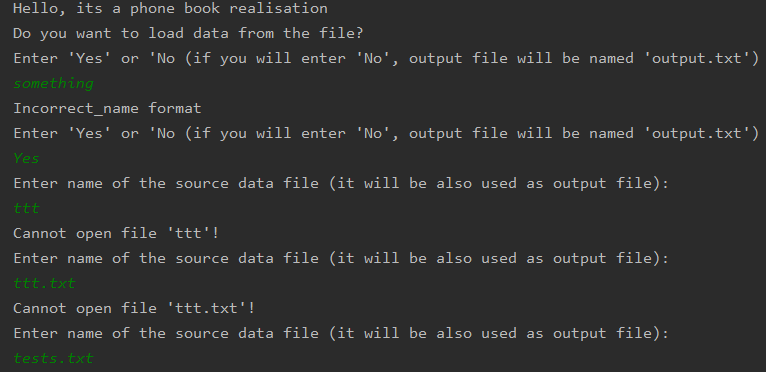 Hello, its a phone book realisation
Do you want to load data from the file?
Enter 'Yes' or 'No (if you will enter 'No', output file will be named 'output.txt')
something
Incorrect_name format
Enter 'Yes' or 'No (if you will enter 'No', output file will be named 'output.txt')
Yes
Enter name of the source data file (it will be also used as output file):
ttt
Cannot open file 'ttt'!
Enter name of the source data file (it will be also used as output file):
ttt.txt
Cannot open file 'ttt.txt'!
Enter name of the source data file (it will be also used as output file):
tests.txt